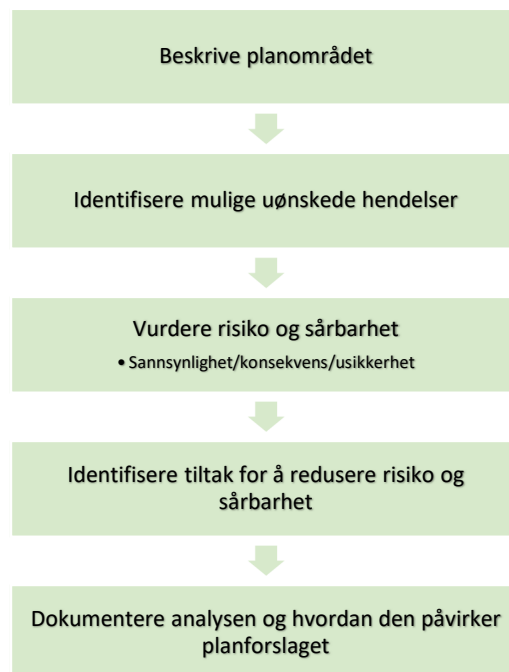 Beskrive planområdet
Identifisere mulige uønskede hendelser
Vurdere risiko og sårbarhet
• Sannsynlighet/konsekvens/usikkerhet
Identifisere tiltak for å redusere risiko og
sårbarhet
Dokumentere analysen og hvordan den påvirker
planforslaget